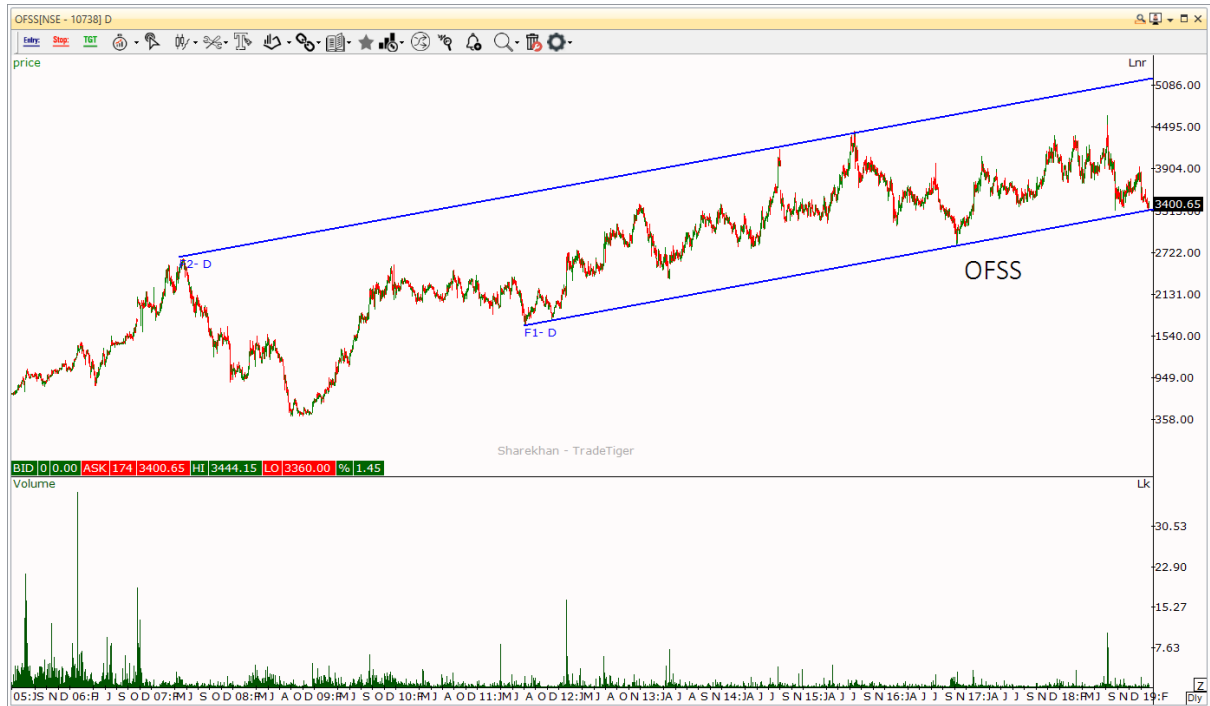 OFSS[NSE - 10738] D
Entry: Stop: TGT
price
Lnr
5086.00
4495.00
3904.00
3400.65
2722.00
F2- D
OFSS
2131.00
F1- D
1540.00
949.00
358.00
Sharekhan - TradeTiger
BID 0 0.00 ASK 174 3400.65 HI 3444.15 LO 3360.00 % 1.45
Volume
Lk
30.53
22.90
15.27
7.63
Z
Dly